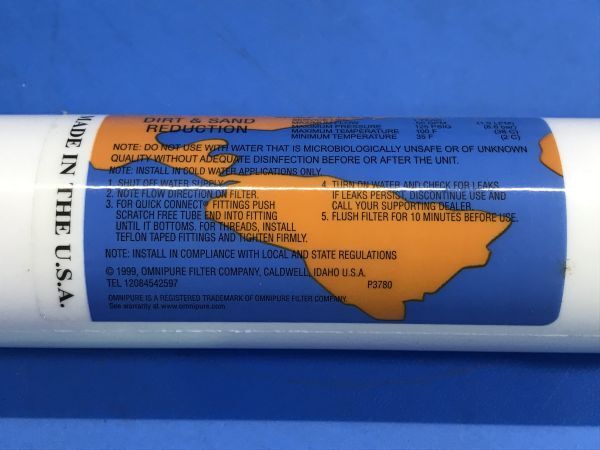 MADE IN THE U.S.A.
DIRT & SAND
REDUCTION
MAXIMUM PRESSURE 125 PSIG (8.6 bar)
MAXIMUM TEMPERATURE 100 F (38 C)
MINIMUM TEMPERATURE 35 F (2 C)
NOTE: DO NOT USE WITH WATER THAT IS MICROBIOLOGICALLY UNSAFE OR OF UNKNOWN
QUALITY WITHOUT ADEQUATE DISINFECTION BEFORE OR AFTER THE UNIT.
NOTE: INSTALL IN COLD WATER APPLICATIONS ONLY.
1. SHUT OFF WATER SUPPLY.
2. NOTE FLOW DIRECTION ON FILTER.
3. FOR QUICK CONNECT FITTINGS PUSH
SCRATCH FREE TUBE END INTO FITTING
UNTIL IT BOTTOMS. FOR THREADS, INSTALL
TEFLON TAPED FITTINGS AND TIGHTEN FIRMLY.
4. TURN ON WATER AND CHECK FOR LEAKS.
IF LEAKS PERSIST, DISCONTINUE USE AND
CALL YOUR SUPPORTING DEALER.
5. FLUSH FILTER FOR 10 MINUTES BEFORE USE.
NOTE: INSTALL IN COMPLIANCE WITH LOCAL AND STATE REGULATIONS
© 1999, OMNIPURE FILTER COMPANY, CALDWELL, IDAHO U.S.A.
TEL 12084542597 P3780
OMNIPURE IS A REGISTERED TRADEMARK OF OMNIPURE FILTER COMPANY.
See warranty at www.omnipure.com